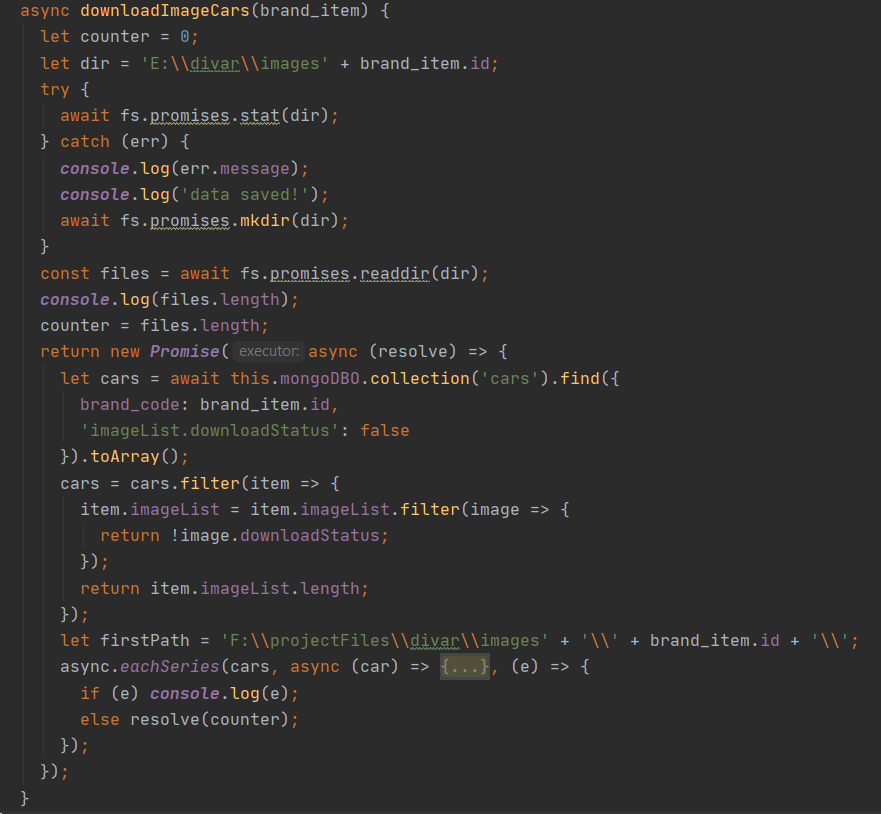 async downloadImageCars(brand_item) {
  let counter = 0;
  let dir = 'E:\\divar\\images' + brand_item.id;
  try {
    await fs.promises.stat(dir);
  } catch (err) {
    console.log(err.message);
    console.log('data saved!');
    await fs.promises.mkdir(dir);
  }
  const files = await fs.promises.readdir(dir);
  console.log(files.length);
  counter = files.length;
  return new Promise( executor: async (resolve) => {
    let cars = await this.mongoDBO.collection('cars').find({
      brand_code: brand_item.id,
      'imageList.downloadStatus': false
    }).toArray();
    cars = cars.filter(item => {
      item.imageList = item.imageList.filter(image => {
        return !image.downloadStatus;
      });
      return item.imageList.length;
    });
    let firstPath = 'F:\\projectFiles\\divar\\images' + '\\' + brand_item.id + '\\';
    async.eachSeries(cars, async (car) => {...}, (e) => {
      if (e) console.log(e);
      else resolve(counter);
    });
  });
}